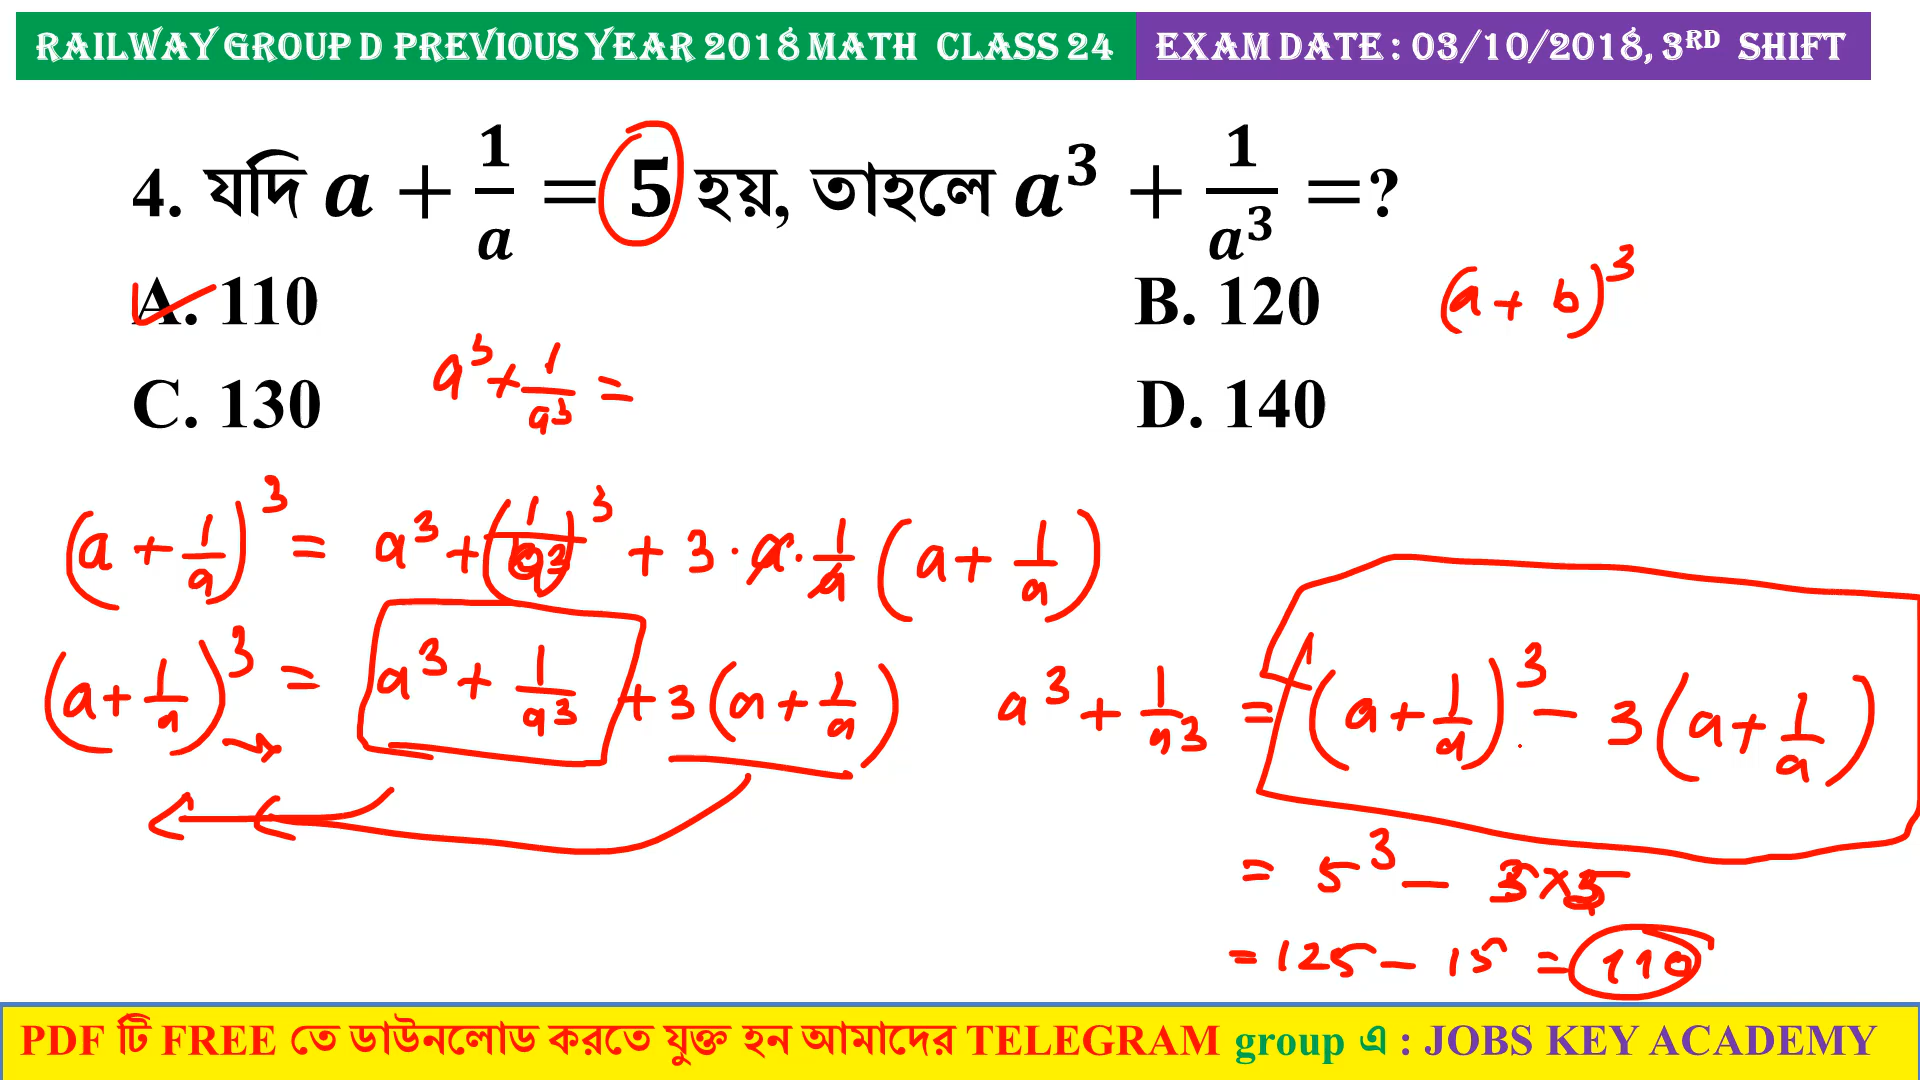 RAILWAY GROUP D PREVIOUS YEAR 2018 MATH CLASS 24 EXAM DATE : 03/10/2018, 3RD SHIFT
4. যদি a + 1/a = 5 হয়, তাহলে a³ + 1/a³ =?
A. 110 B. 120
(a + b)³
C. 130 D. 140
a³ + 1/a³ =
(a + 1/a)³ = a³ + (1/a)³ + 3 · a · 1/a (a + 1/a)
(a + 1/a)³ = a³ + 1/a³ + 3(a + 1/a)
a³ + 1/a³ = (a + 1/a)³ − 3(a + 1/a)
= 5³ − 3×5
= 125 − 15 = 110
PDF টি FREE তে ডাউনলোড করতে যুক্ত হন আমাদের TELEGRAM group এ : JOBS KEY ACADEMY